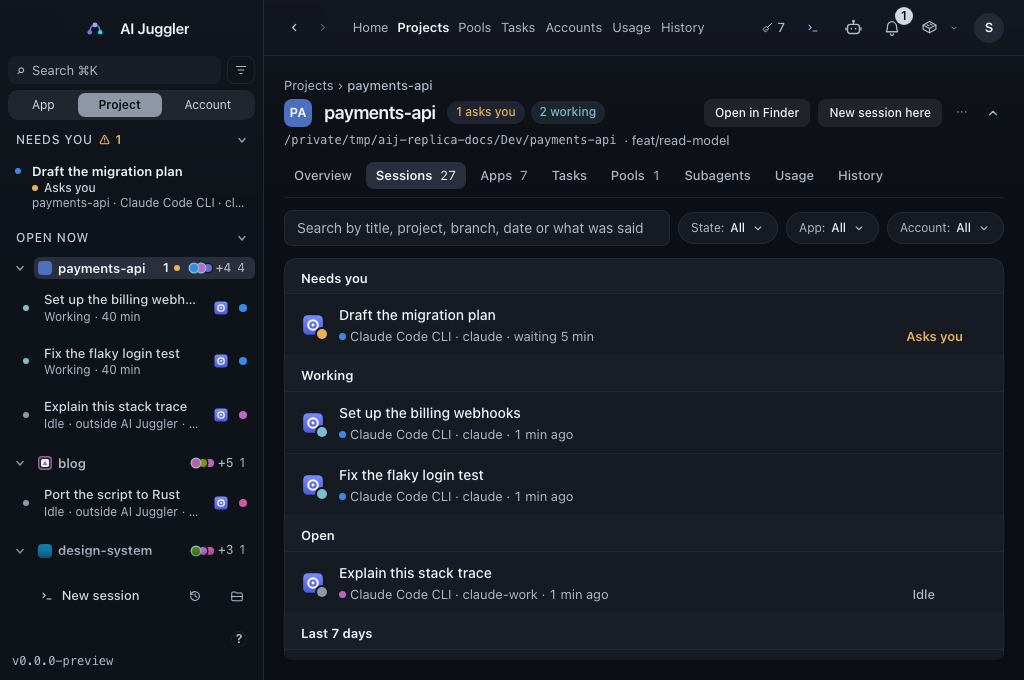 AI Juggler
Search ⌘K
App Project Account
NEEDS YOU 1
Draft the migration plan
Asks you
payments-api · Claude Code CLI · cl...
OPEN NOW
payments-api 1 +4 4
Set up the billing webh...
Working · 40 min
Fix the flaky login test
Working · 40 min
Explain this stack trace
Idle · outside AI Juggler · ...
blog +5 1
Port the script to Rust
Idle · outside AI Juggler · ...
design-system +3 1
New session
?
v0.0.0-preview
Home Projects Pools Tasks Accounts Usage History 7 1 S
Projects › payments-api
PA payments-api 1 asks you 2 working Open in Finder New session here ...
/private/tmp/aij-replica-docs/Dev/payments-api · feat/read-model
Overview Sessions 27 Apps 7 Tasks Pools 1 Subagents Usage History
Search by title, project, branch, date or what was said State: All App: All Account: All
Needs you
Draft the migration plan
Claude Code CLI · claude · waiting 5 min Asks you
Working
Set up the billing webhooks
Claude Code CLI · claude · 1 min ago
Fix the flaky login test
Claude Code CLI · claude · 1 min ago
Open
Explain this stack trace
Claude Code CLI · claude-work · 1 min ago Idle
Last 7 days